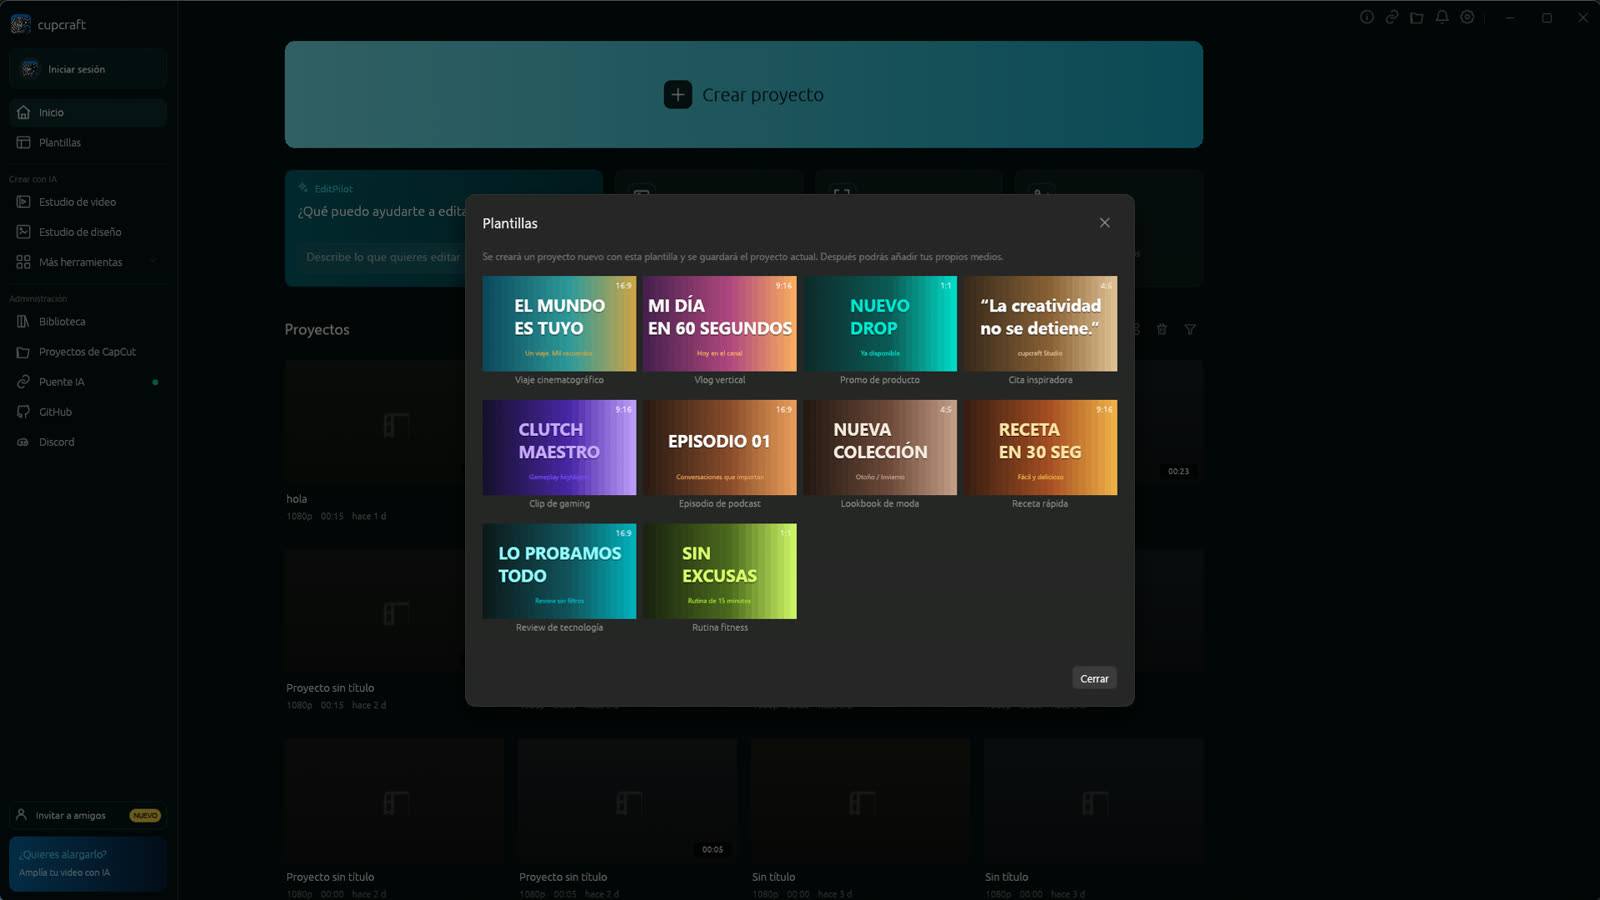 cupcraft
Iniciar sesión
Inicio
Plantillas
Crear con IA
Estudio de video
Estudio de diseño
Más herramientas
Administración
Biblioteca
Proyectos de CapCut
Puente IA
GitHub
Discord
Invitar a amigos
NUEVO
¿Quieres alargarlo?
Amplía tu video con IA
Crear proyecto
EditPilot
¿Qué puedo ayudarte a edita
Describe lo que quieres editar
Proyectos
Plantillas
Se creará un proyecto nuevo con esta plantilla y se guardará el proyecto actual. Después podrás añadir tus propios medios.
16:9
EL MUNDO
ES TUYO
Un viaje. Mil recuerdos
Viaje cinematográfico
9:16
MI DÍA
EN 60 SEGUNDOS
Hoy en el canal
Vlog vertical
1:1
NUEVO
DROP
Ya disponible
Promo de producto
4:5
“La creatividad
no se detiene.”
cupcraft Studio
Cita inspiradora
9:16
CLUTCH
MAESTRO
Gameplay highlights
Clip de gaming
16:9
EPISODIO 01
Conversaciones que importan
Episodio de podcast
4:5
NUEVA
COLECCIÓN
Otoño / Invierno
Lookbook de moda
9:16
RECETA
EN 30 SEG
Fácil y delicioso
Receta rápida
16:9
LO PROBAMOS
TODO
Review sin filtros
Review de tecnología
1:1
SIN
EXCUSAS
Rutina de 15 minutos
Rutina fitness
Cerrar
00:23
hola
1080p 00:15 hace 1 d
Proyecto sin título
1080p 00:15 hace 2 d
00:05
Proyecto sin título
1080p 00:00 hace 2 d
Proyecto sin título
1080p 00:05 hace 2 d
Sin título
1080p 00:00 hace 3 d
Sin título
1080p 00:00 hace 3 d